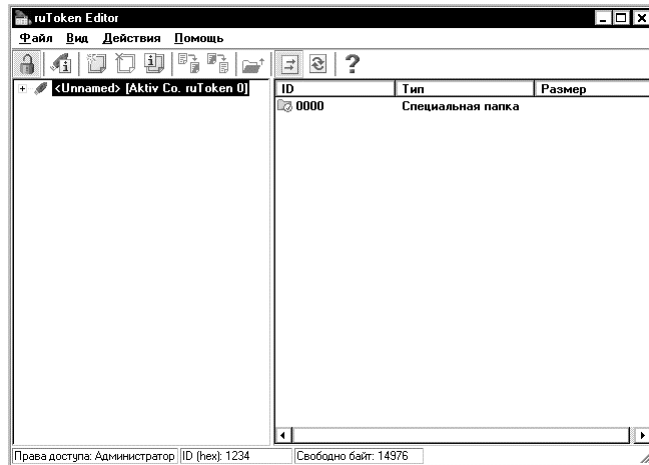 ruToken Editor
Файл Вид Действия Помощь
<Unnamed> [Aktiv Co. ruToken 0]
ID Тип Размер
0000 Специальная папка
Права доступа: Администратор ID (hex): 1234 Свободно байт: 14976